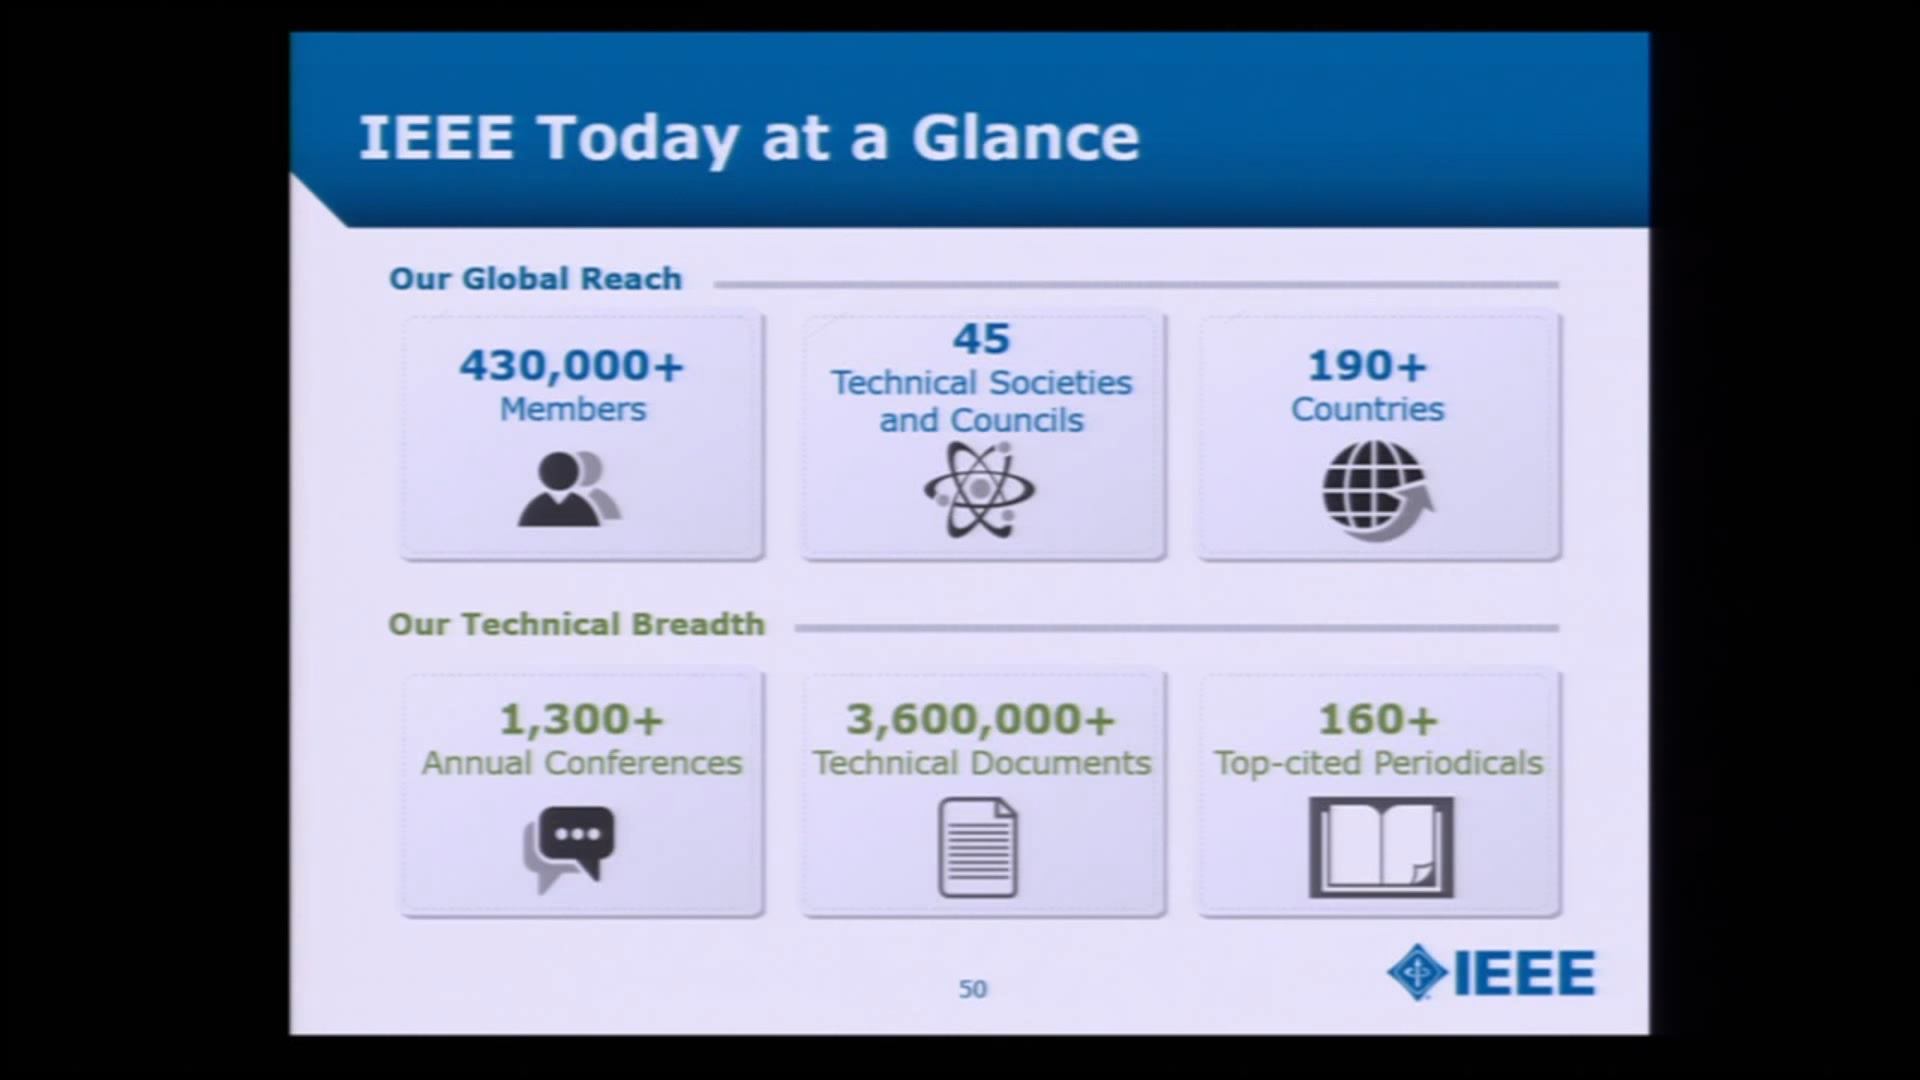 IEEE Today at a Glance
Our Global Reach
430,000+
Members
45
Technical Societies
and Councils
190+
Countries
Our Technical Breadth
1,300+
Annual Conferences
3,600,000+
Technical Documents
160+
Top-cited Periodicals
50
IEEE